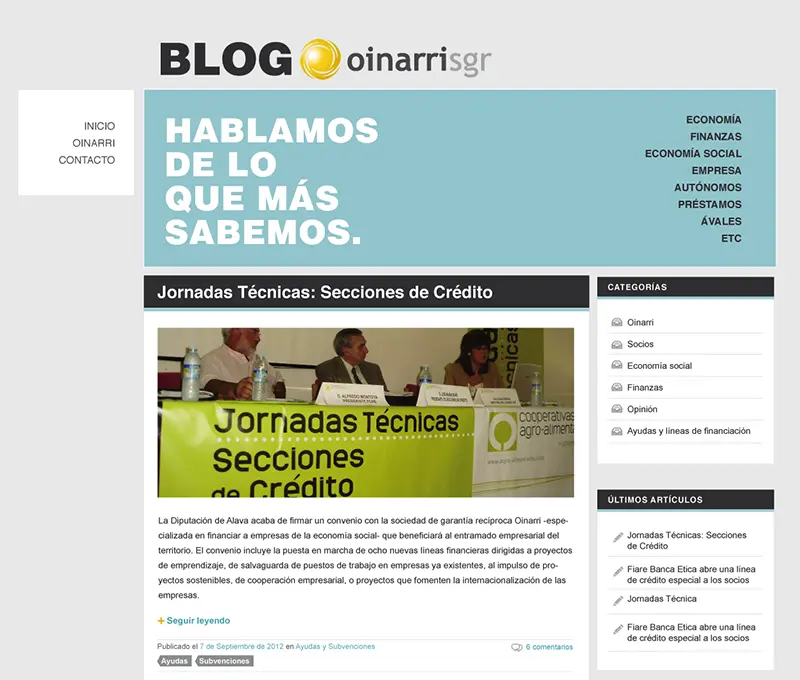 BLOG oinarrisgr
INICIO
OINARRI
CONTACTO
HABLAMOS
DE LO
QUE MÁS
SABEMOS.
ECONOMÍA
FINANZAS
ECONOMÍA SOCIAL
EMPRESA
AUTÓNOMOS
PRÉSTAMOS
ÁVALES
ETC
Jornadas Técnicas: Secciones de Crédito
Jornadas Técnicas
Secciones
de Crédito
cooperativas
agro-alimenta
D. ALFREDO MONTOYA
La Diputación de Alava acaba de firmar un convenio con la sociedad de garantía recíproca Oinarri -espe-
cializada en financiar a empresas de la economía social- que beneficiará al entramado empresarial del
territorio. El convenio incluye la puesta en marcha de ocho nuevas líneas financieras dirigidas a proyectos
de emprendizaje, de salvaguarda de puestos de trabajo en empresas ya existentes, al impulso de pro-
yectos sostenibles, de cooperación empresarial, o proyectos que fomenten la internacionalización de las
empresas.
+ Seguir leyendo
Publicado el 7 de Septiembre de 2012 en Ayudas y Subvenciones
6 comentarios
Ayudas
Subvenciones
CATEGORÍAS
Oinarri
Socios
Economía social
Finanzas
Opinión
Ayudas y líneas de financiación
ÚLTIMOS ARTÍCULOS
Jornadas Técnicas: Secciones
de Crédito
Fiare Banca Etica abre una línea
de crédito especial a los socios
Jornadas Técnica
Fiare Banca Etica abre una línea
de crédito especial a los socios